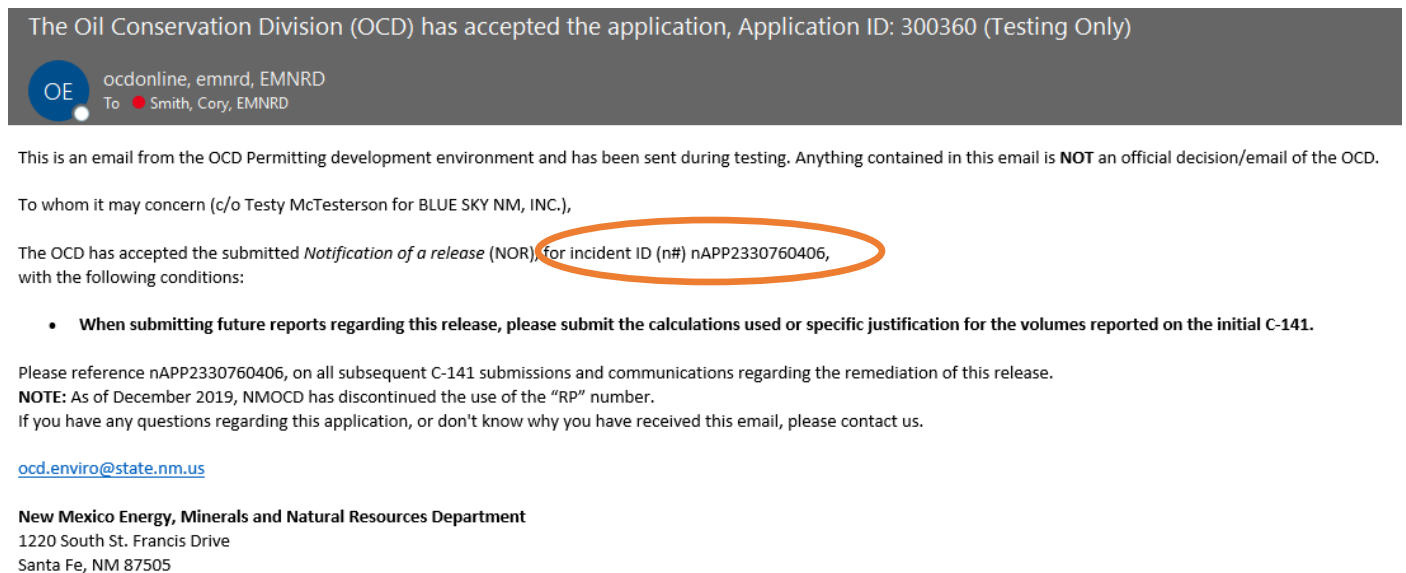 The Oil Conservation Division (OCD) has accepted the application, Application ID: 300360 (Testing Only)
OE
ocdonline, emnrd, EMNRD
To Smith, Cory, EMNRD
This is an email from the OCD Permitting development environment and has been sent during testing. Anything contained in this email is NOT an official decision/email of the OCD.
To whom it may concern (c/o Testy McTesterson for BLUE SKY NM, INC.),
The OCD has accepted the submitted Notification of a release (NOR), for incident ID (n#) nAPP2330760406,
with the following conditions:
• When submitting future reports regarding this release, please submit the calculations used or specific justification for the volumes reported on the initial C-141.
Please reference nAPP2330760406, on all subsequent C-141 submissions and communications regarding the remediation of this release.
NOTE: As of December 2019, NMOCD has discontinued the use of the “RP” number.
If you have any questions regarding this application, or don't know why you have received this email, please contact us.
ocd.enviro@state.nm.us
New Mexico Energy, Minerals and Natural Resources Department
1220 South St. Francis Drive
Santa Fe, NM 87505